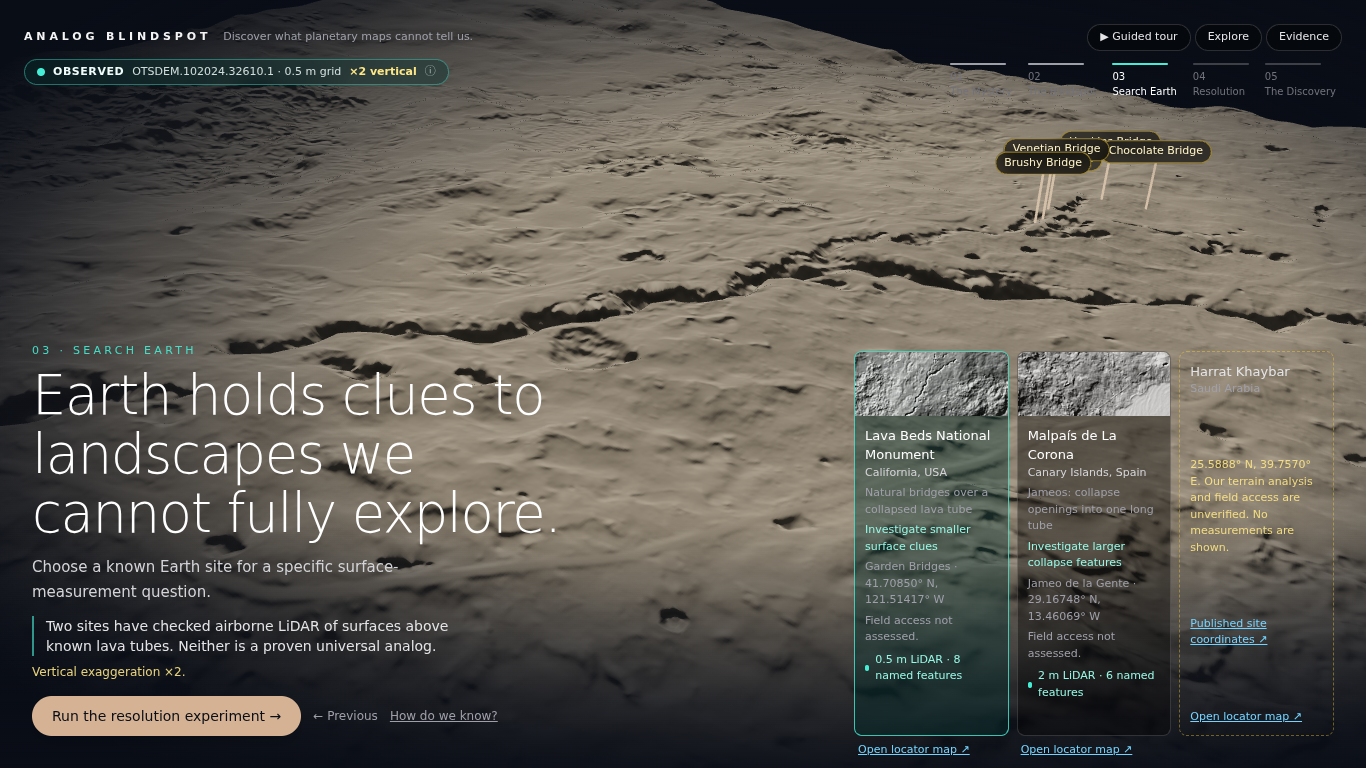 ANALOG BLINDSPOT Discover what planetary maps cannot tell us.
▶ Guided tour Explore Evidence
OBSERVED OTSDEM.102024.32610.1 · 0.5 m grid ×2 vertical ⓘ
02
03
Search Earth
04
Resolution
05
The Discovery
Venetian Bridge
Chocolate Bridge
Brushy Bridge
03 · SEARCH EARTH
Earth holds clues to
landscapes we
cannot fully explore.
Choose a known Earth site for a specific surface-
measurement question.
Two sites have checked airborne LiDAR of surfaces above
known lava tubes. Neither is a proven universal analog.
Vertical exaggeration ×2.
Run the resolution experiment →
← Previous
How do we know?
Lava Beds National
Monument
California, USA
Natural bridges over a
collapsed lava tube
Investigate smaller
surface clues
Garden Bridges ·
41.70850° N,
121.51417° W
Field access not
assessed.
0.5 m LiDAR · 8
named features
Open locator map ↗
Malpaís de La
Corona
Canary Islands, Spain
Jameos: collapse
openings into one long
tube
Investigate larger
collapse features
Jameo de la Gente ·
29.16748° N,
13.46069° W
Field access not
assessed.
2 m LiDAR · 6 named
features
Open locator map ↗
Harrat Khaybar
Saudi Arabia
25.5888° N, 39.7570°
E. Our terrain analysis
and field access are
unverified. No
measurements are
shown.
Published site
coordinates ↗
Open locator map ↗